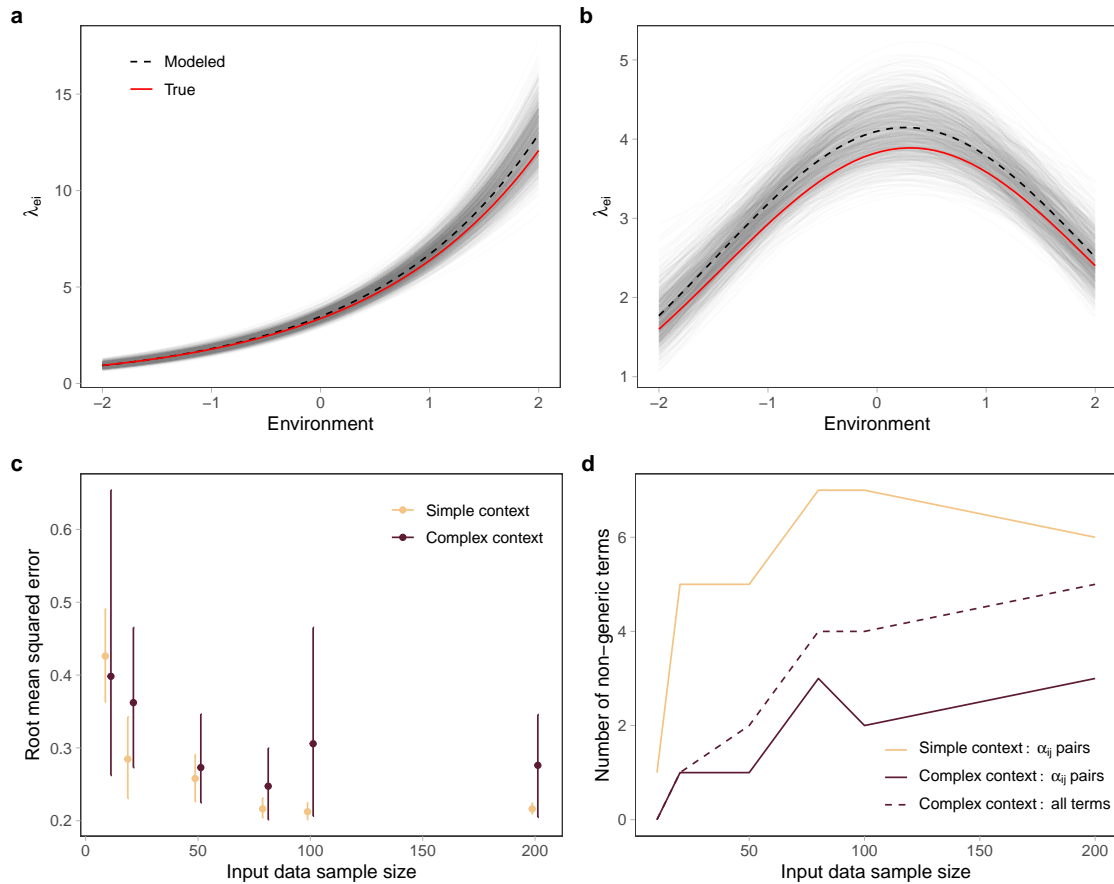 a
b
Modeled
True
15
10
5
0
λei
−2 −1 0 1 2
Environment
5
4
3
2
1
λei
−2 −1 0 1 2
Environment
c
d
Simple context
Complex context
0.6
0.5
0.4
0.3
0.2
Root mean squared error
0 50 100 150 200
Input data sample size
6
4
2
0
Number of non-generic terms
Simple context: αij pairs
Complex context: αij pairs
Complex context: all terms
50 100 150 200
Input data sample size